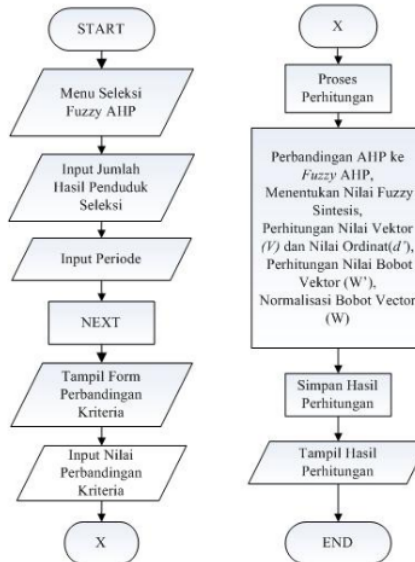 START
Menu Seleksi
Fuzzy AHP
Input Jumlah
Hasil Penduduk
Seleksi
Input Periode
NEXT
Tampil Form
Perbandingan
Kriteria
Input Nilai
Perbandingan
Kriteria
X
X
Proses
Perhitungan
Perbandingan AHP ke
Fuzzy AHP,
Menentukan Nilai Fuzzy
Sintesis,
Perhitungan Nilai Vektor
(V) dan Nilai Ordinat(d’),
Perhitungan Nilai Bobot
Vektor (W’),
Normalisasi Bobot Vector
(W)
Simpan Hasil
Perhitungan
Tampil Hasil
Perhitungan
END